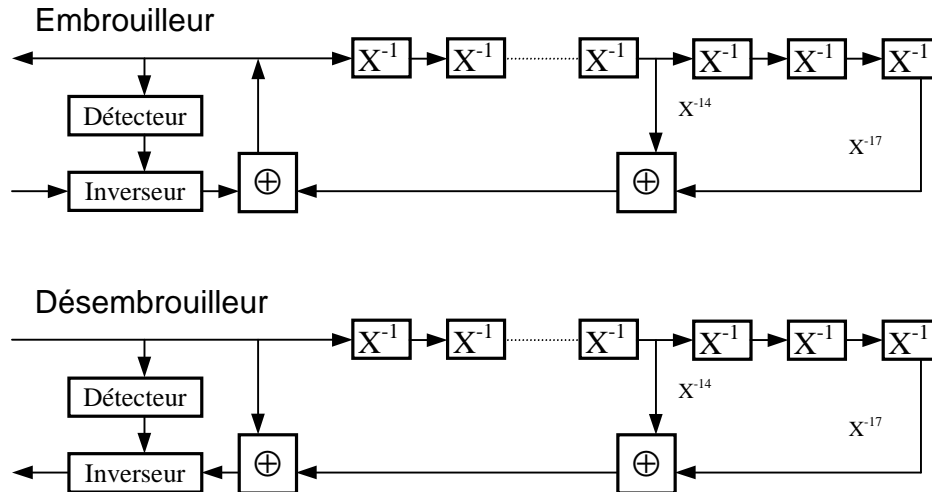 Embrouilleur
X⁻¹ X⁻¹ X⁻¹ X⁻¹ X⁻¹ X⁻¹
Détecteur
X⁻¹⁴
X⁻¹⁷
Inverseur ⊕ ⊕
Désembrouilleur
X⁻¹ X⁻¹ X⁻¹ X⁻¹ X⁻¹ X⁻¹
Détecteur
X⁻¹⁴
X⁻¹⁷
Inverseur ⊕ ⊕